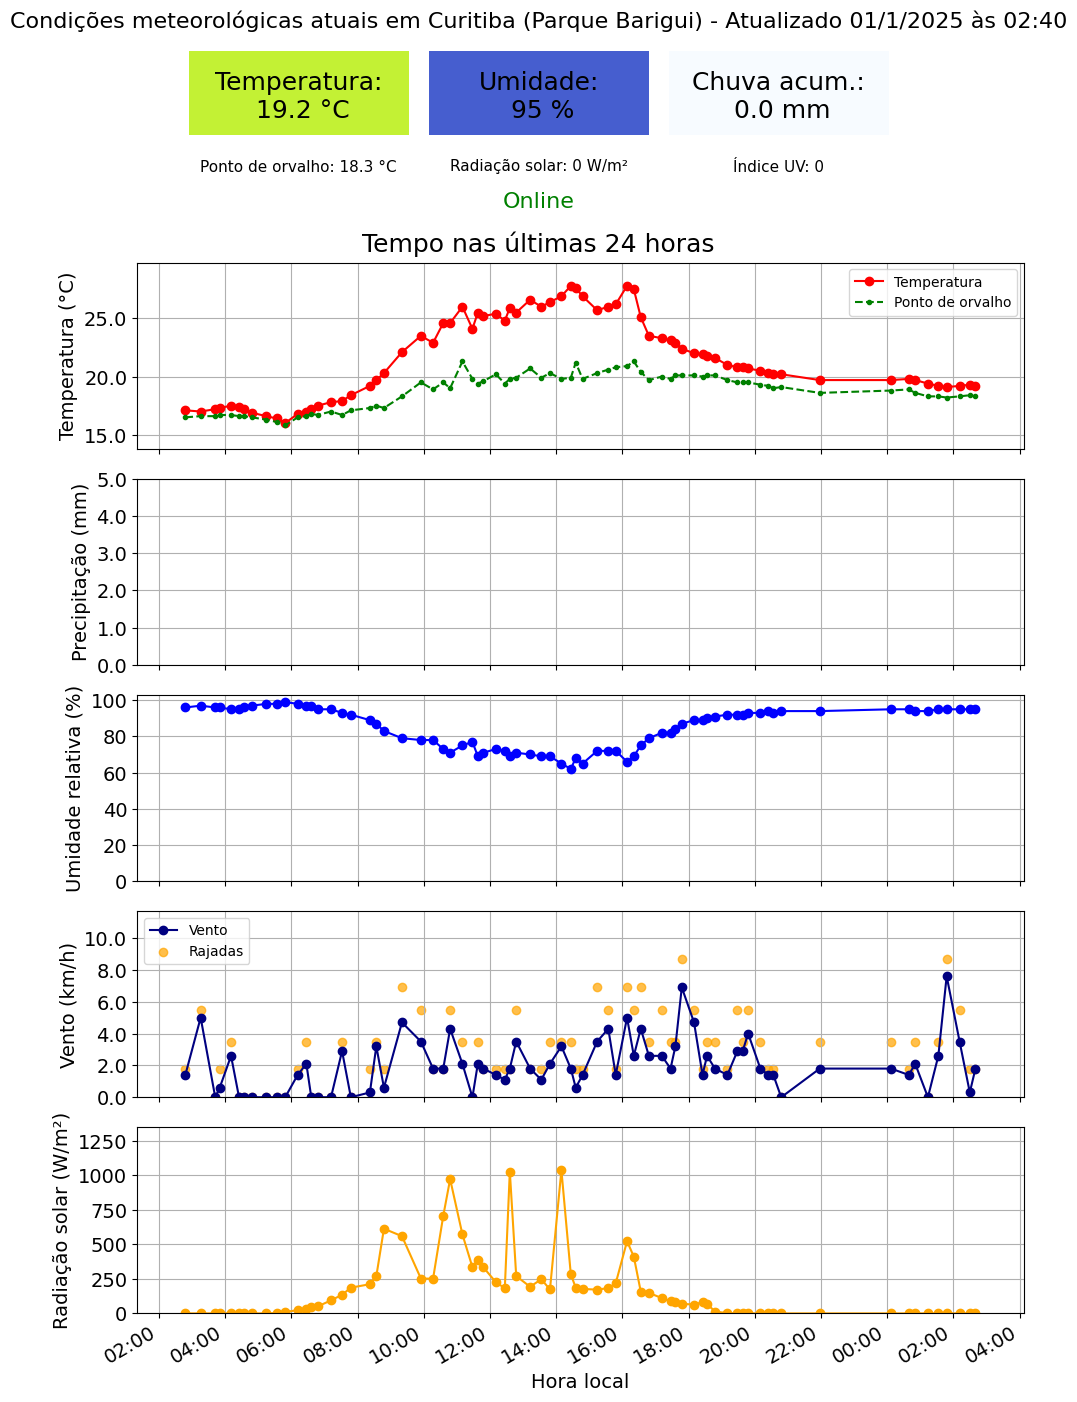 Condições meteorológicas atuais em Curitiba (Parque Barigui) - Atualizado 01/1/2025 às 02:40
Temperatura:
19.2 °C
Umidade:
95 %
Chuva acum.:
0.0 mm
Ponto de orvalho: 18.3 °C
Radiação solar: 0 W/m²
Índice UV: 0
Online
Tempo nas últimas 24 horas
Temperatura (°C)
25.0
20.0
15.0
Temperatura
Ponto de orvalho
Precipitação (mm)
5.0
4.0
3.0
2.0
1.0
0.0
Umidade relativa (%)
100
80
60
40
20
0
Vento (km/h)
10.0
8.0
6.0
4.0
2.0
0.0
Vento
Rajadas
Radiação solar (W/m²)
1250
1000
750
500
250
0
02:00
04:00
06:00
08:00
10:00
12:00
14:00
16:00
18:00
20:00
22:00
00:00
02:00
04:00
Hora local